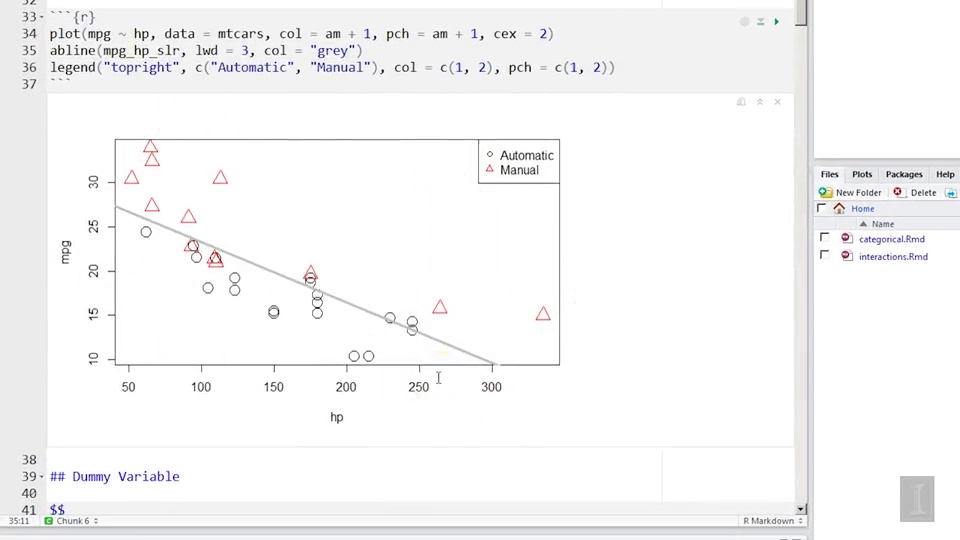 33 ```{r}
34 plot(mpg ~ hp, data = mtcars, col = am + 1, pch = am + 1, cex = 2)
35 abline(mpg_hp_slr, lwd = 3, col = "grey")
36 legend("topright", c("Automatic", "Manual"), col = c(1, 2), pch = c(1, 2))
37 ```
Automatic
Manual
30
25
20
15
10
mpg
50 100 150 200 250 300
hp
38
39 ## Dummy Variable
40
41 $$
35:11 Chunk 6 R Markdown
Files Plots Packages Help
New Folder Delete
Home
Name
categorical.Rmd
interactions.Rmd
I